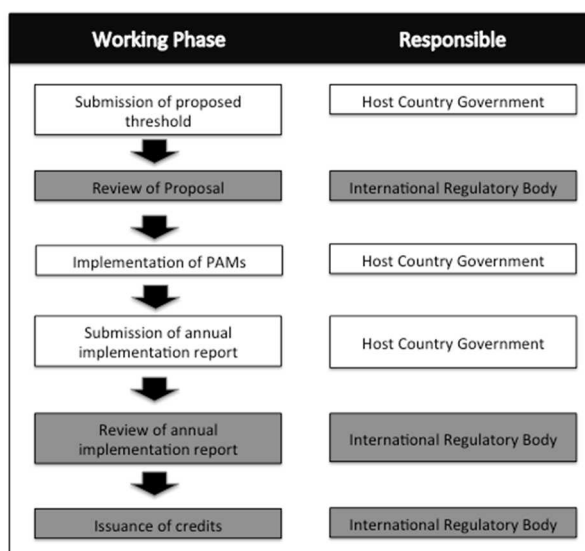 Working Phase
Responsible
Submission of proposed
threshold
Host Country Government
Review of Proposal
International Regulatory Body
Implementation of PAMs
Host Country Government
Submission of annual
implementation report
Host Country Government
Review of annual
implementation report
International Regulatory Body
Issuance of credits
International Regulatory Body